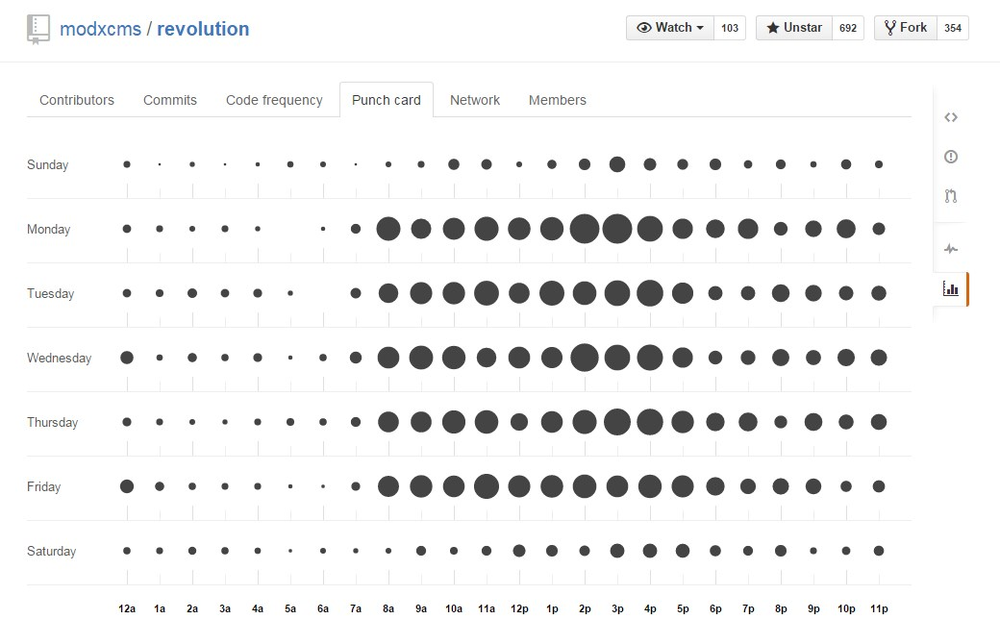 modxcms / revolution
Watch 103 Unstar 692 Fork 354
Contributors Commits Code frequency Punch card Network Members
Sunday
Monday
Tuesday
Wednesday
Thursday
Friday
Saturday
12a 1a 2a 3a 4a 5a 6a 7a 8a 9a 10a 11a 12p 1p 2p 3p 4p 5p 6p 7p 8p 9p 10p 11p